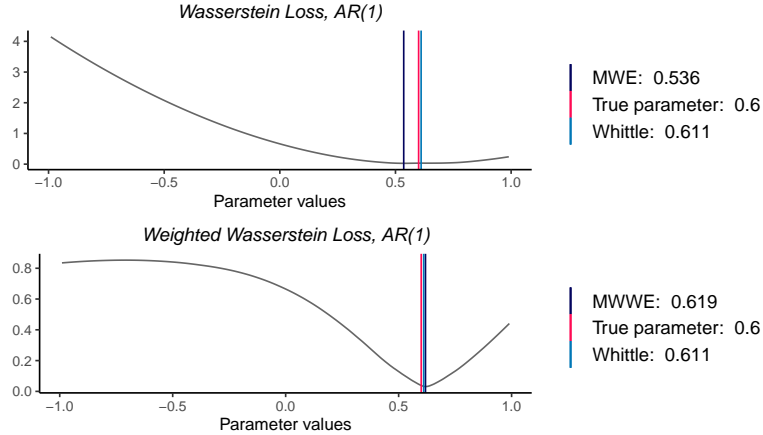 Wasserstein Loss, AR(1)
4
3
2
1
0
−1.0 −0.5 0.0 0.5 1.0
Parameter values
MWE: 0.536
True parameter: 0.6
Whittle: 0.611
Weighted Wasserstein Loss, AR(1)
0.8
0.6
0.4
0.2
0.0
−1.0 −0.5 0.0 0.5 1.0
Parameter values
MWWE: 0.619
True parameter: 0.6
Whittle: 0.611